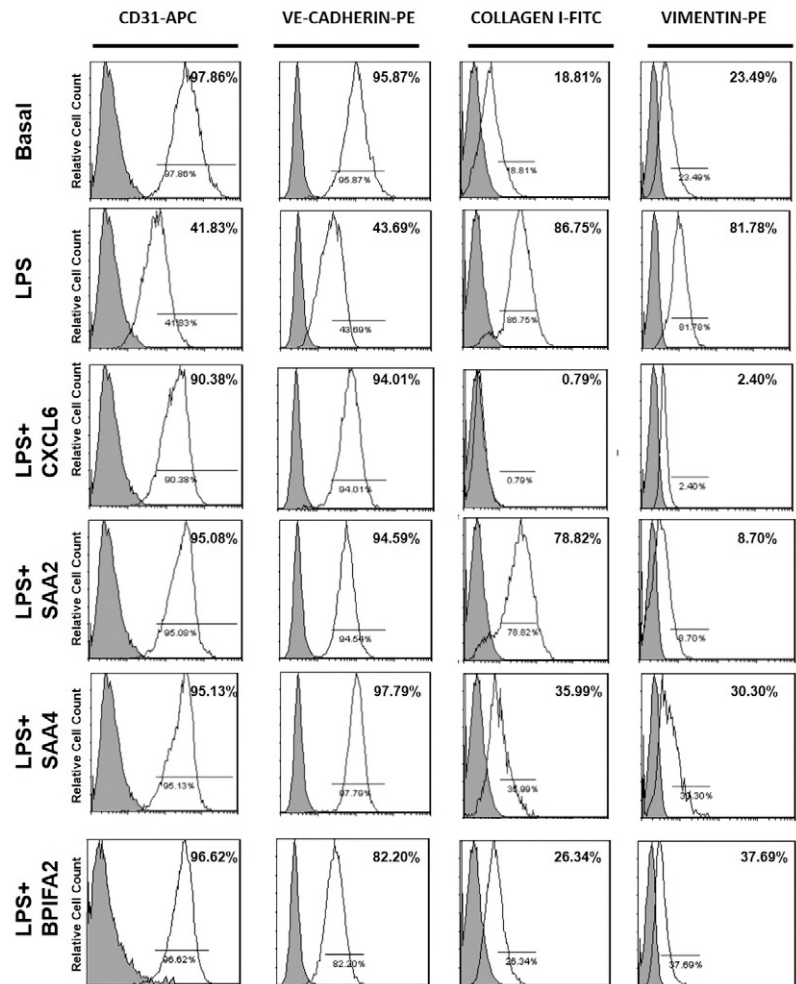 CD31-APC VE-CADHERIN-PE COLLAGEN I-FITC VIMENTIN-PE
Basal
Relative Cell Count
97.86% 95.87% 18.81% 23.49%
97.86% 95.87% 18.81% 23.49%
LPS
Relative Cell Count
41.83% 43.69% 86.75% 81.78%
41.83% 43.69% 86.75% 81.78%
LPS+
CXCL6
Relative Cell Count
90.38% 94.01% 0.79% 2.40%
90.38% 94.01% 0.79% 2.40%
LPS+
SAA2
Relative Cell Count
95.08% 94.59% 78.82% 8.70%
95.08% 94.54% 78.82% 8.70%
LPS+
SAA4
Relative Cell Count
95.13% 97.79% 35.99% 30.30%
95.13% 97.79% 35.99% 30.30%
LPS+
BPIFA2
Relative Cell Count
96.62% 82.20% 26.34% 37.69%
96.62% 82.20% 26.34% 37.69%